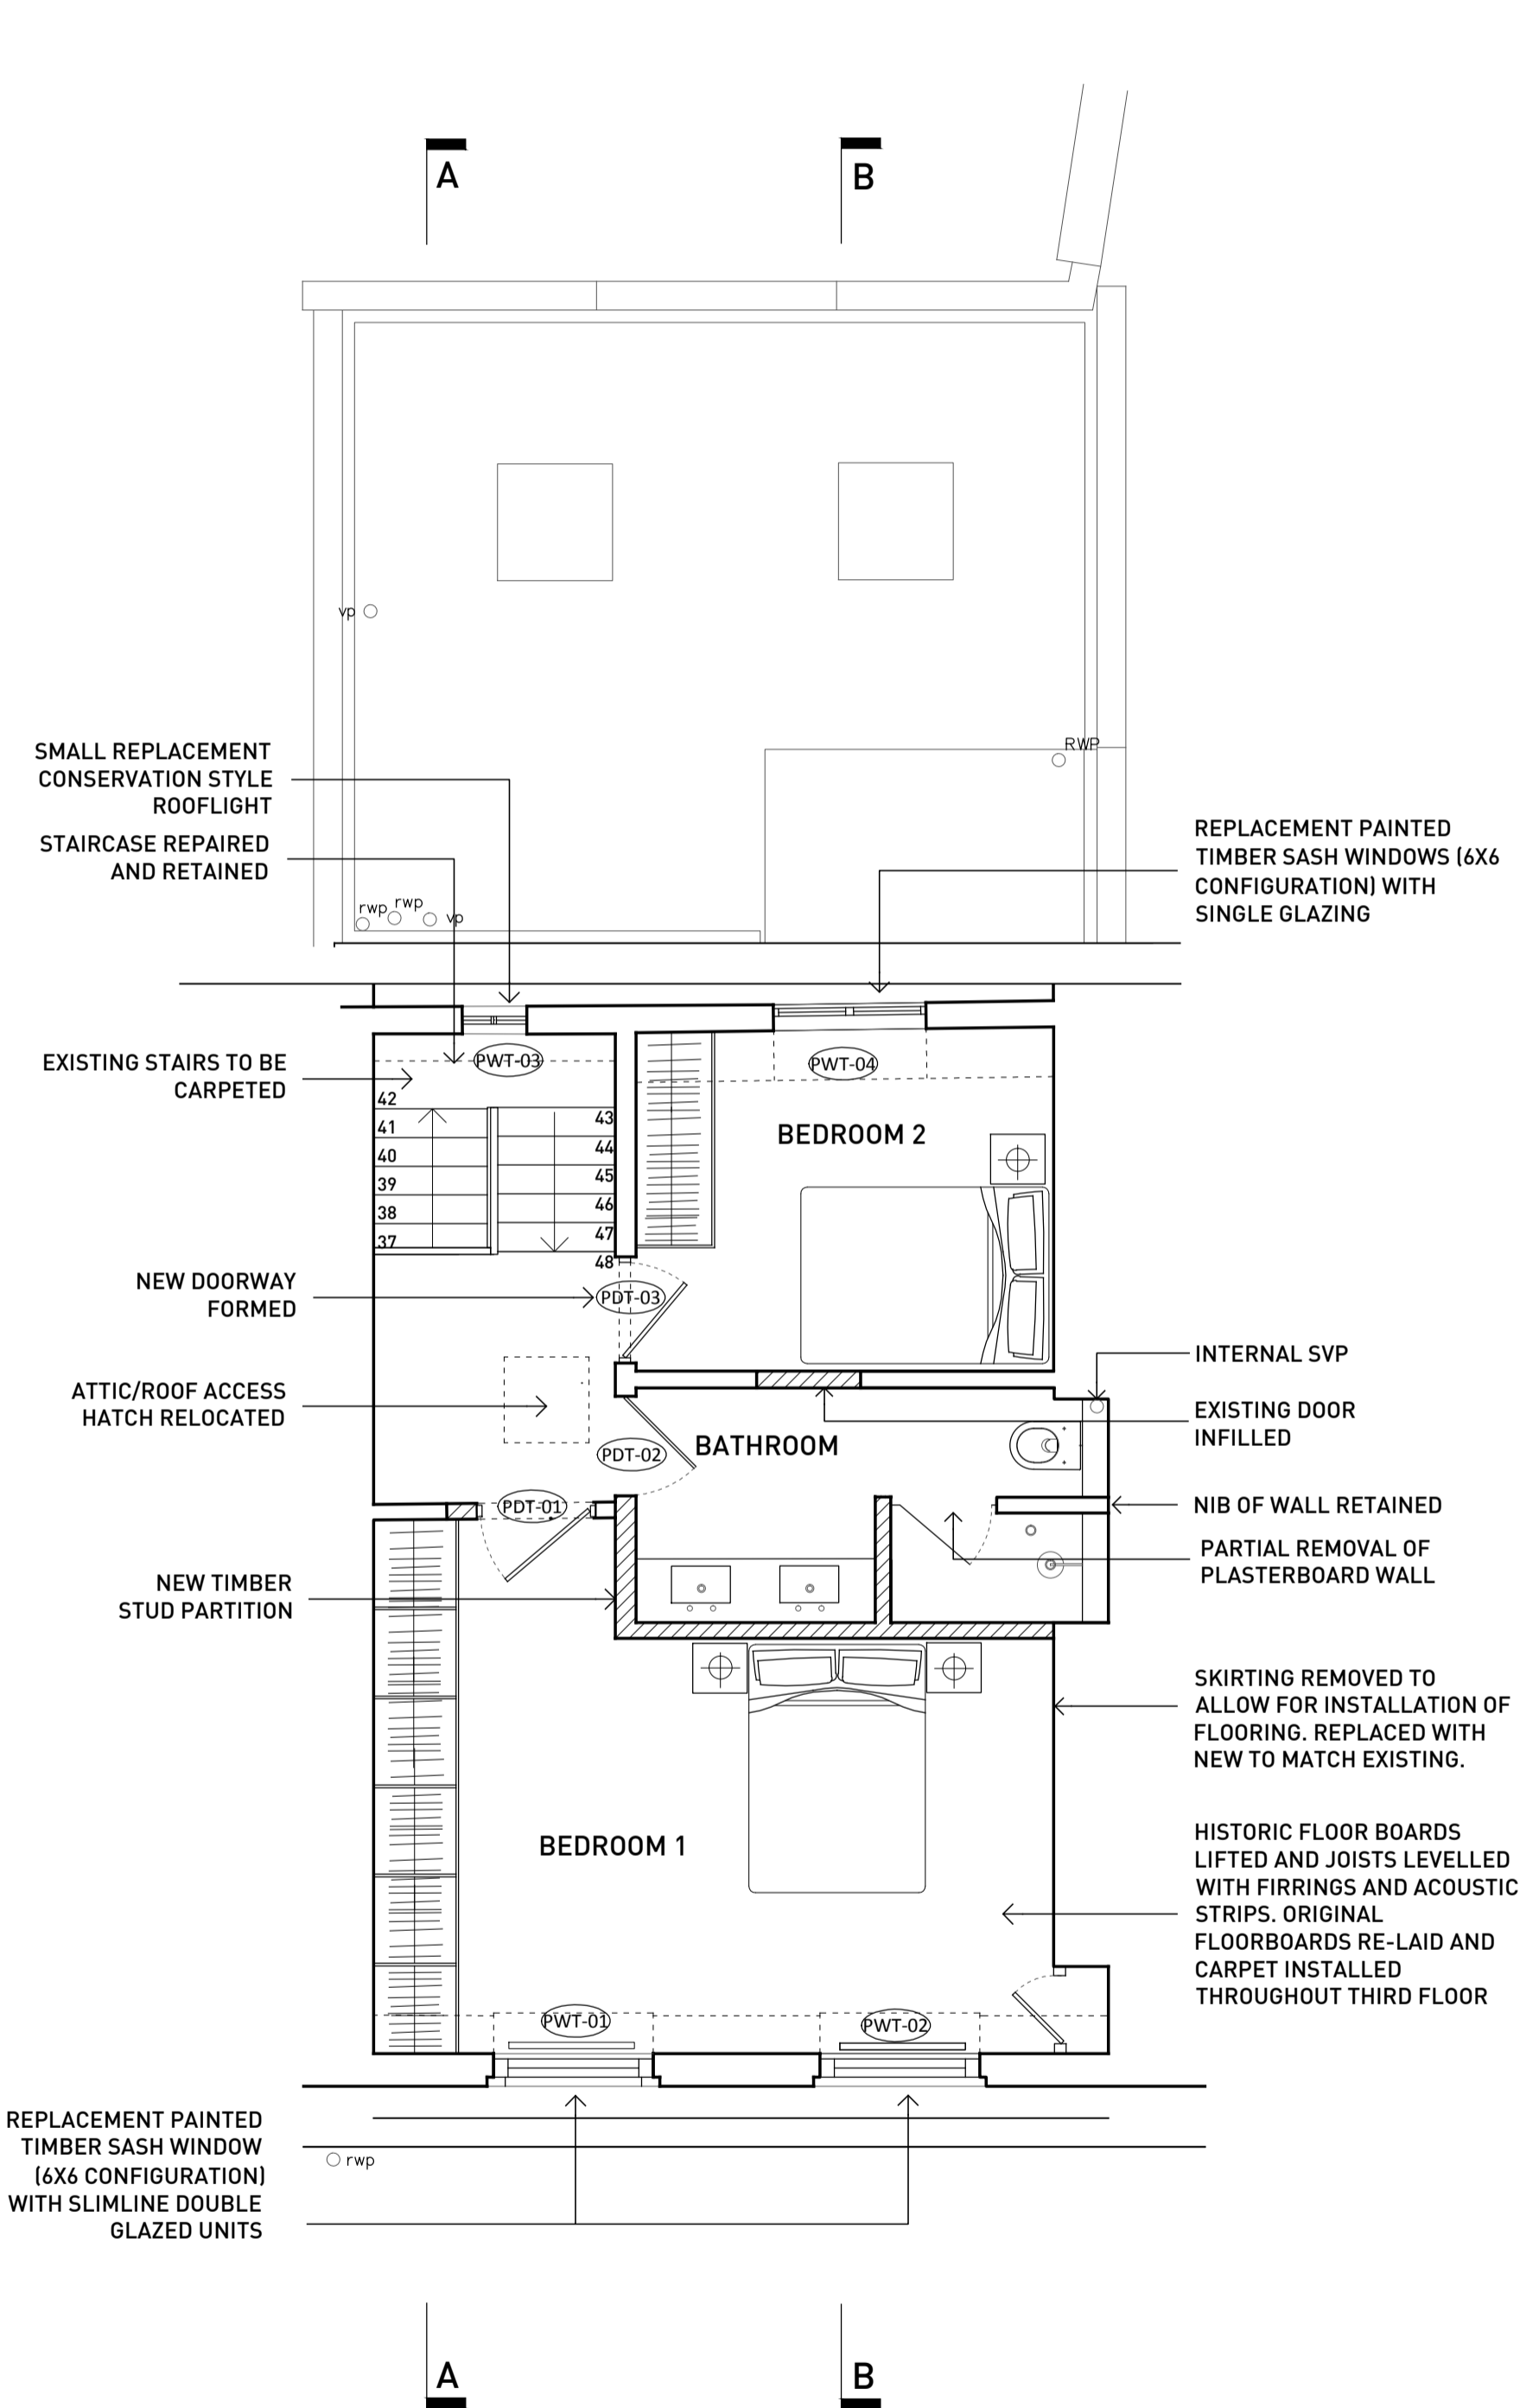 A
B
vp
RWP
SMALL REPLACEMENT
CONSERVATION STYLE
ROOFLIGHT
STAIRCASE REPAIRED
AND RETAINED
REPLACEMENT PAINTED
TIMBER SASH WINDOWS (6X6
CONFIGURATION) WITH
SINGLE GLAZING
rwp
rwp
vp
EXISTING STAIRS TO BE
CARPETED
PWT-03
PWT-04
BEDROOM 2
42
41
40
39
38
37
43
44
45
46
47
48
NEW DOORWAY
FORMED
PDT-03
INTERNAL SVP
ATTIC/ROOF ACCESS
HATCH RELOCATED
EXISTING DOOR
INFILLED
BATHROOM
PDT-02
PDT-01
NIB OF WALL RETAINED
PARTIAL REMOVAL OF
PLASTERBOARD WALL
NEW TIMBER
STUD PARTITION
SKIRTING REMOVED TO
ALLOW FOR INSTALLATION OF
FLOORING. REPLACED WITH
NEW TO MATCH EXISTING.
BEDROOM 1
HISTORIC FLOOR BOARDS
LIFTED AND JOISTS LEVELLED
WITH FIRRINGS AND ACOUSTIC
STRIPS. ORIGINAL
FLOORBOARDS RE-LAID AND
CARPET INSTALLED
THROUGHOUT THIRD FLOOR
PWT-01
PWT-02
REPLACEMENT PAINTED
TIMBER SASH WINDOW
(6X6 CONFIGURATION)
WITH SLIMLINE DOUBLE
GLAZED UNITS
rwp
A
B